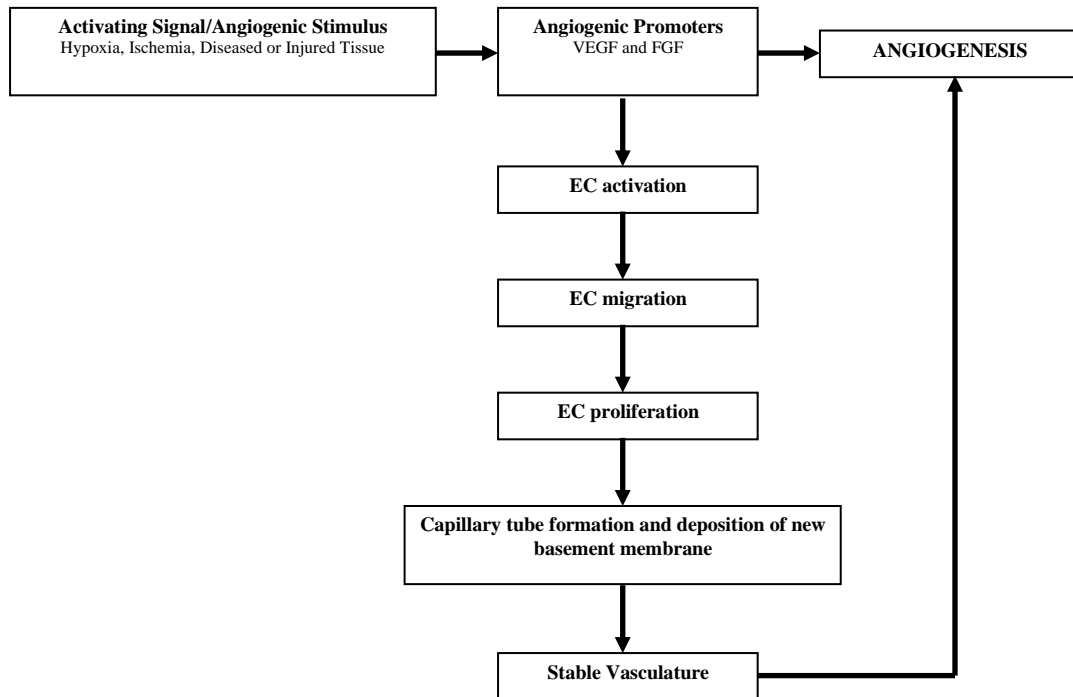 Activating Signal/Angiogenic Stimulus
Hypoxia, Ischemia, Diseased or Injured Tissue
Angiogenic Promoters
VEGF and FGF
ANGIOGENESIS
EC activation
EC migration
EC proliferation
Capillary tube formation and deposition of new
basement membrane
Stable Vasculature